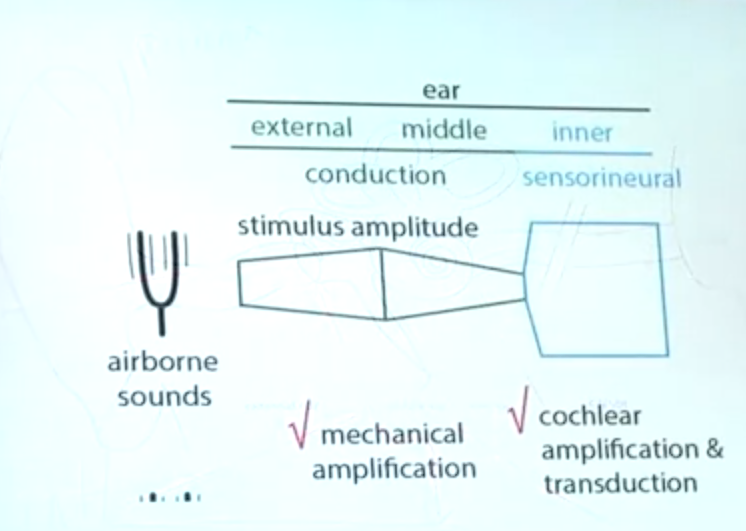 ear
external middle inner
conduction sensorineural
stimulus amplitude
airborne
sounds
√ mechanical
amplification
√ cochlear
amplification &
transduction